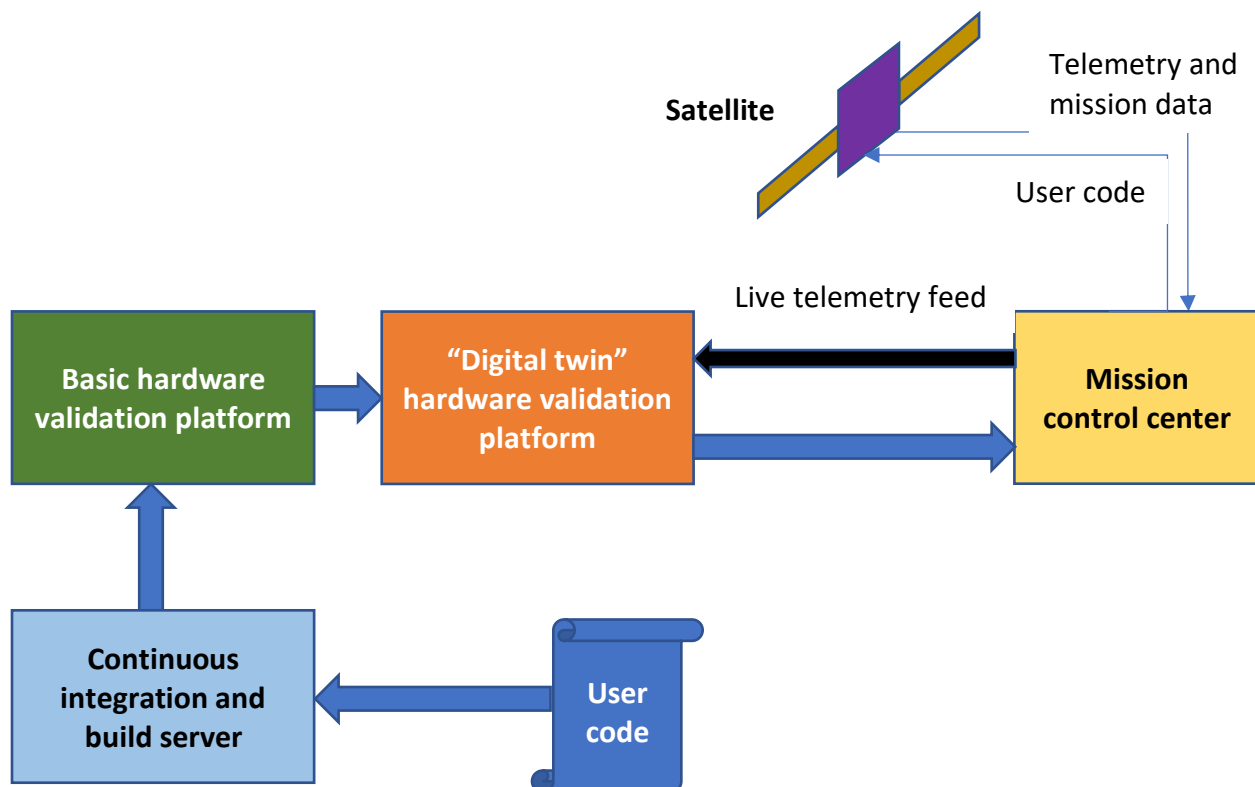 Telemetry and
mission data
Satellite
User code
Live telemetry feed
Basic hardware
validation platform
“Digital twin”
hardware validation
platform
Mission
control center
Continuous
integration and
build server
User
code